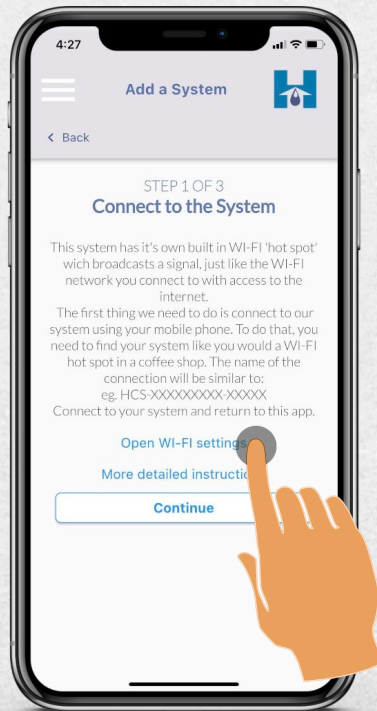 4:27
Add a System
< Back
STEP 1 OF 3
Connect to the System
This system has it's own built in WI-FI 'hot spot'
wich broadcasts a signal, just like the WI-FI
network you connect to with access to the
internet.
The first thing we need to do is connect to our
system using your mobile phone. To do that, you
need to find your system like you would a WI-FI
hot spot in a coffee shop. The name of the
connection will be similar to:
eg. HCS-XXXXXXXXX-XXXXX
Connect to your system and return to this app.
Open WI-FI settings
More detailed instructio
Continue